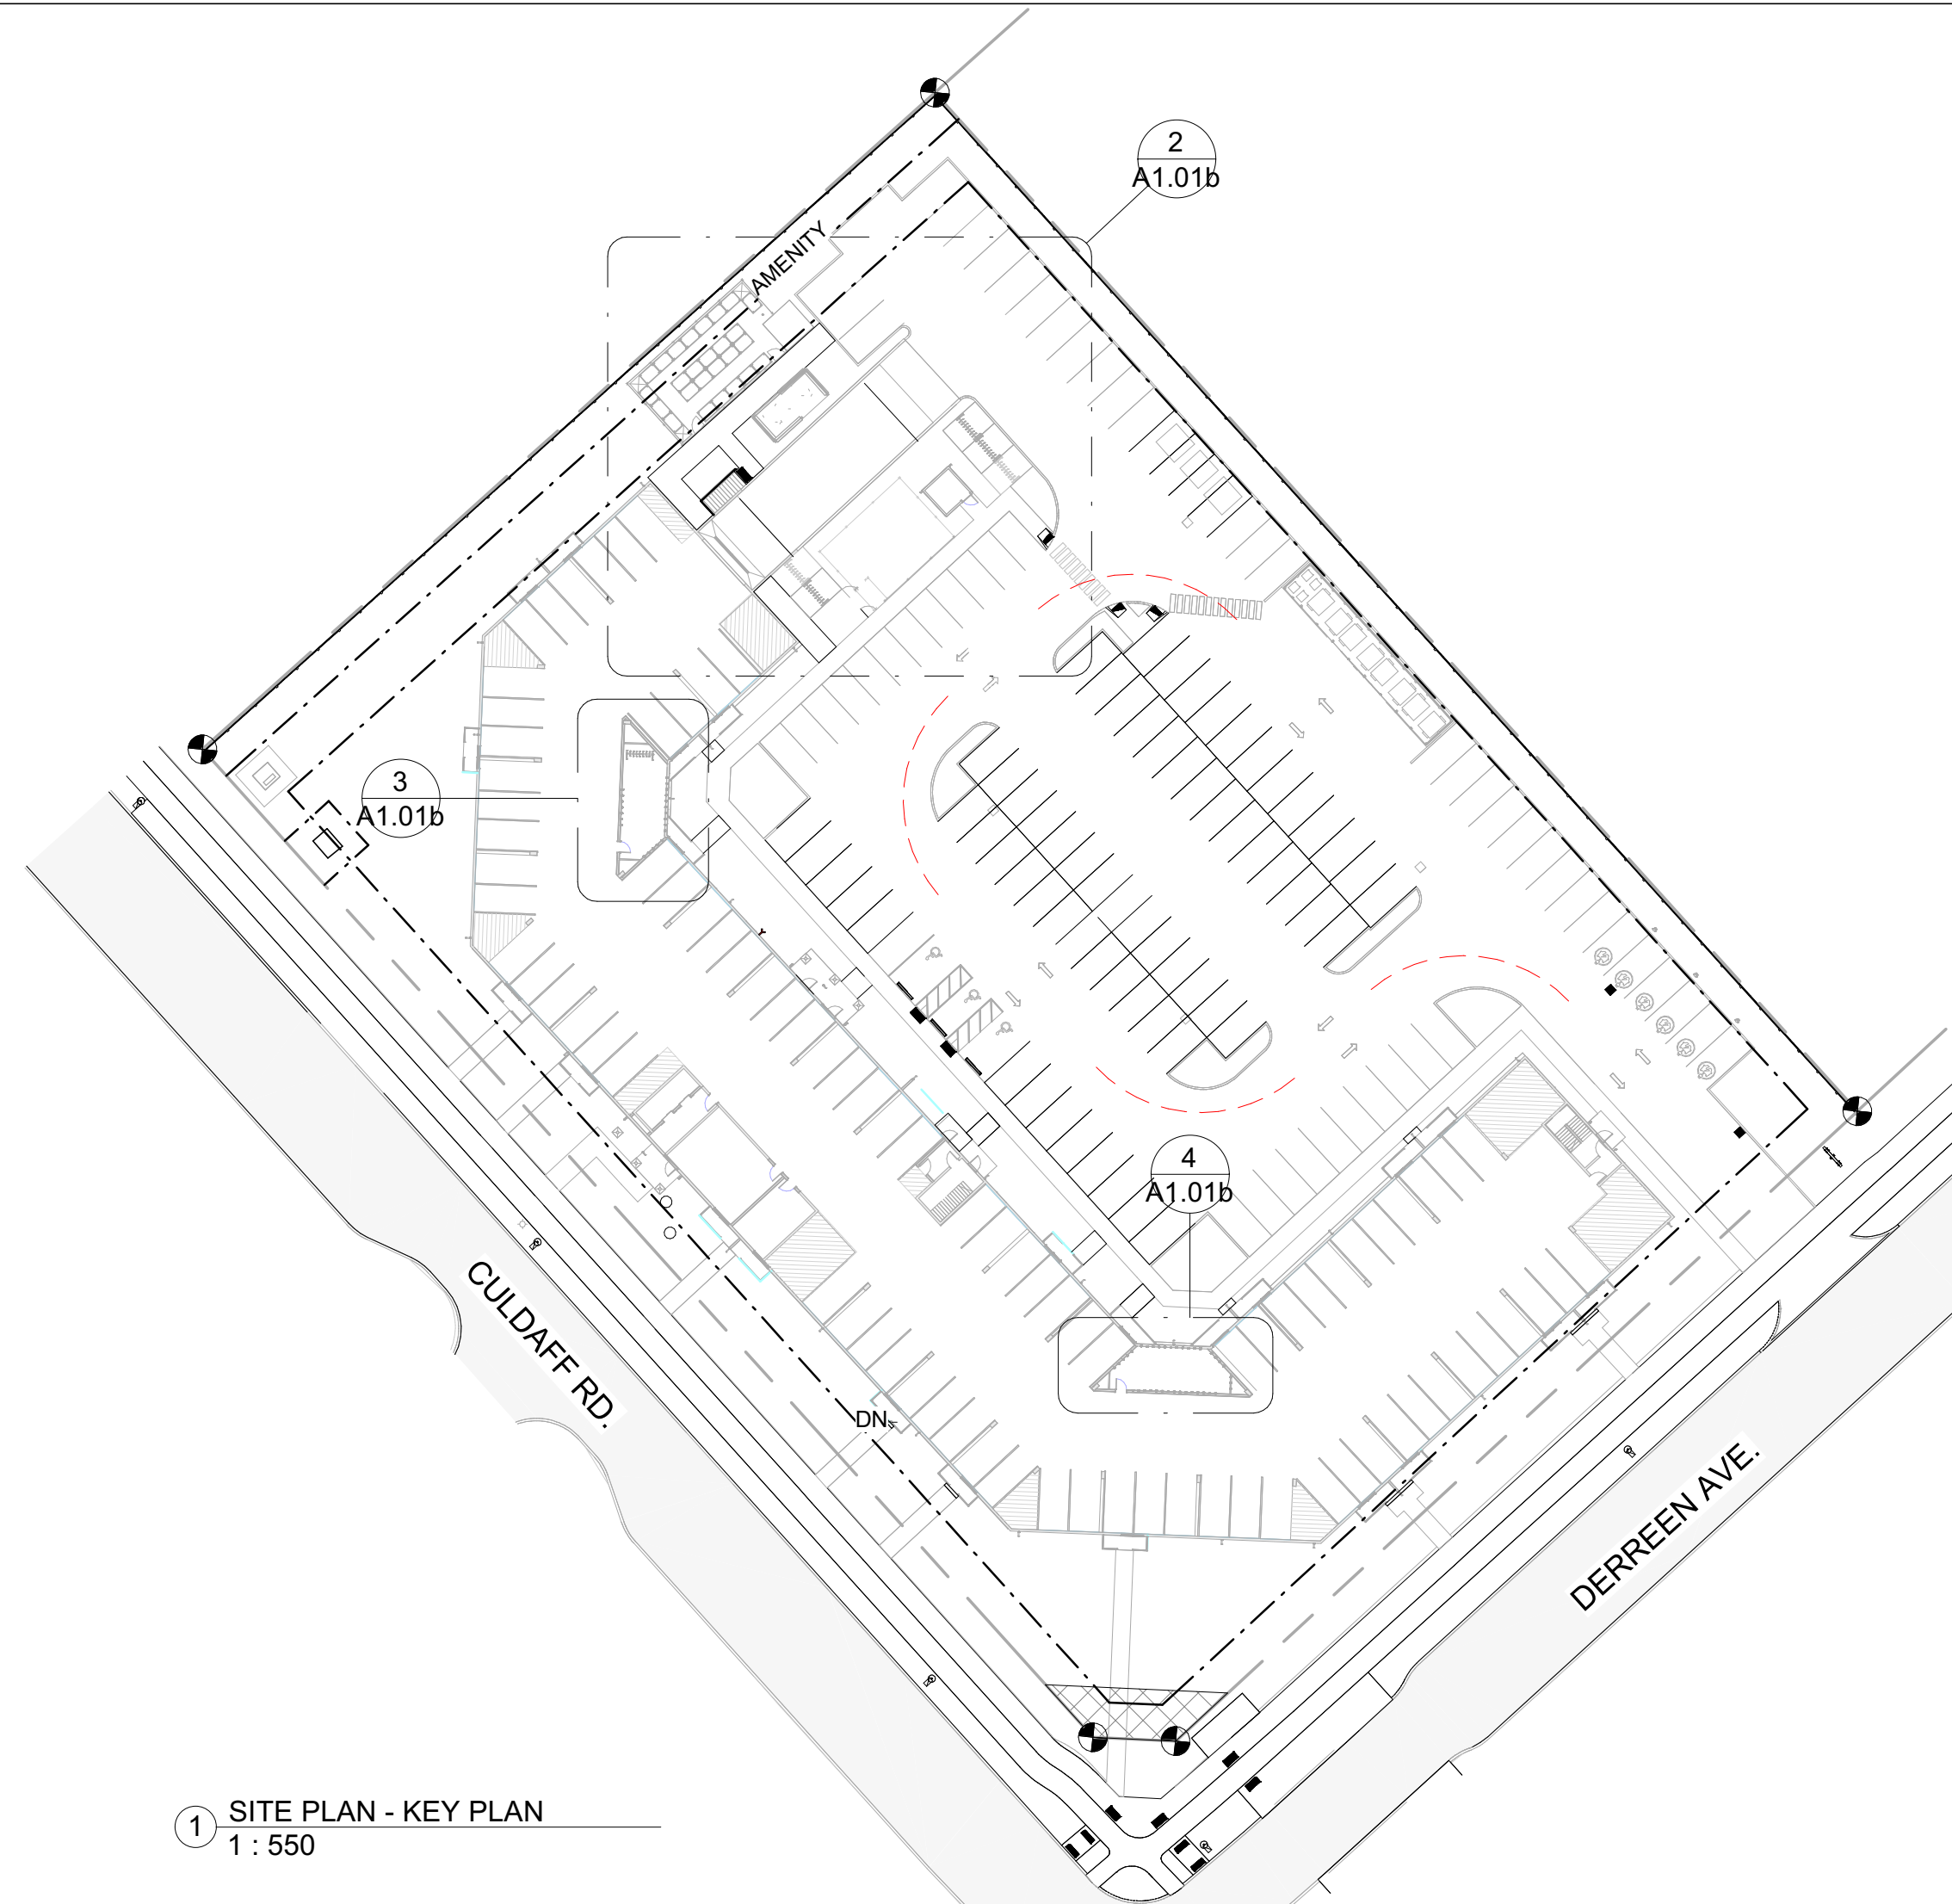 2
A1.01b
AMENITY
3
A1.01b
4
A1.01b
CULDAFF RD.
DN
DERREEN AVE.
1
SITE PLAN - KEY PLAN
1 : 550